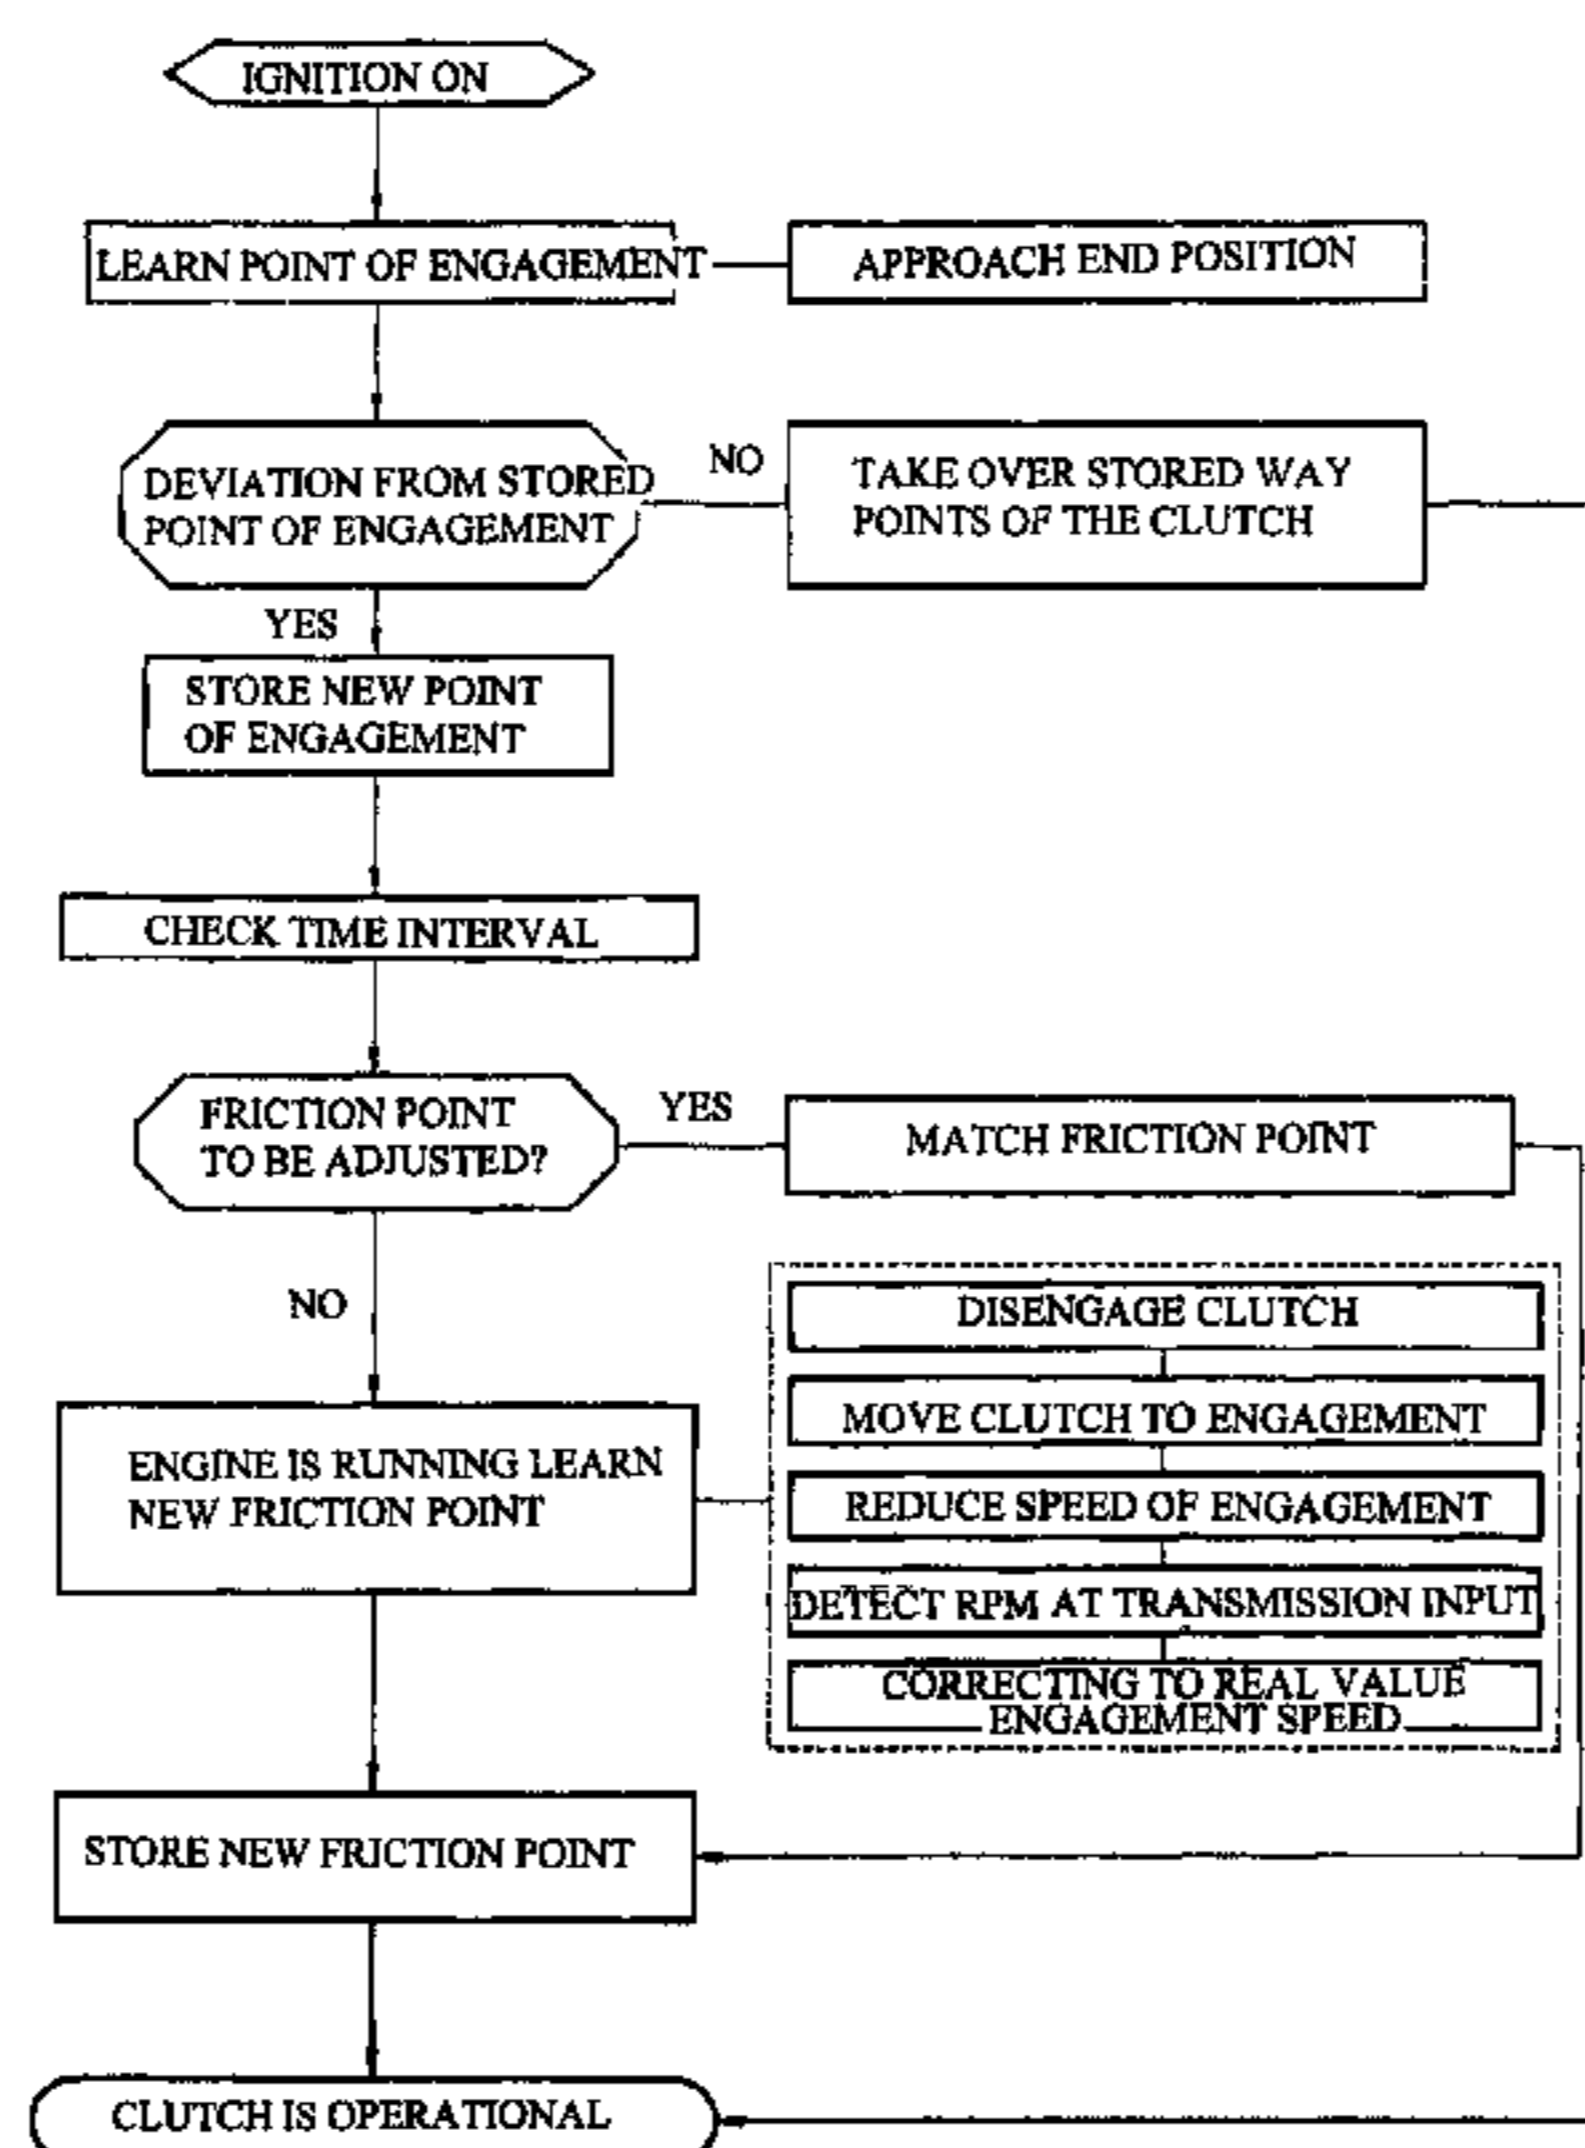 IGNITION ON
LEARN POINT OF ENGAGEMENT
APPROACH END POSITION
DEVIATION FROM STORED
POINT OF ENGAGEMENT
NO
TAKE OVER STORED WAY
POINTS OF THE CLUTCH
YES
STORE NEW POINT
OF ENGAGEMENT
CHECK TIME INTERVAL
FRICTION POINT
TO BE ADJUSTED?
YES
MATCH FRICTION POINT
NO
DISENGAGE CLUTCH
MOVE CLUTCH TO ENGAGEMENT
ENGINE IS RUNNING LEARN
NEW FRICTION POINT
REDUCE SPEED OF ENGAGEMENT
DETECT RPM AT TRANSMISSION INPUT
CORRECTING TO REAL VALUE
ENGAGEMENT SPEED
STORE NEW FRICTION POINT
CLUTCH IS OPERATIONAL